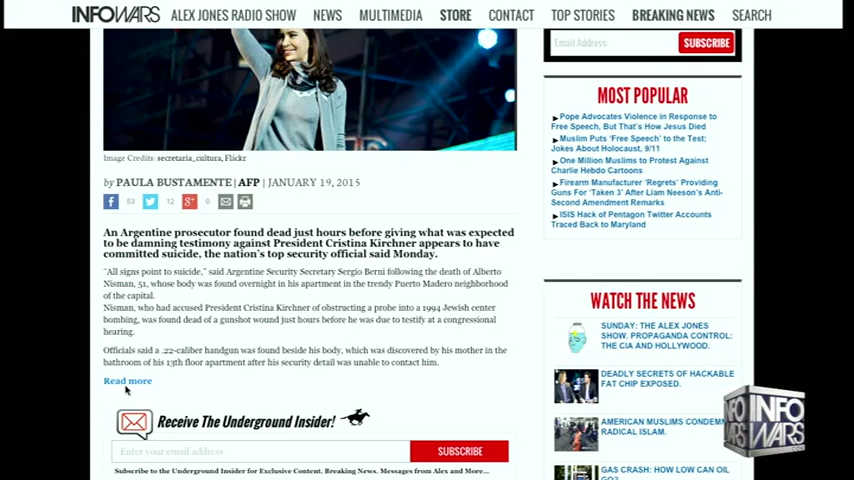 INFOWARS ALEX JONES RADIO SHOW NEWS MULTIMEDIA STORE CONTACT TOP STORIES BREAKING NEWS SEARCH
Image Credits: secretaria_cultura, Flickr
by PAULA BUSTAMENTE | AFP | JANUARY 19, 2015
53 12 0
An Argentine prosecutor found dead just hours before giving what was expected
to be damning testimony against President Cristina Kirchner appears to have
committed suicide, the nation's top security official said Monday.
"All signs point to suicide," said Argentine Security Secretary Sergio Berni following the death of Alberto
Nisman, 51, whose body was found overnight in his apartment in the trendy Puerto Madero neighborhood
of the capital.
Nisman, who had accused President Cristina Kirchner of obstructing a probe into a 1994 Jewish center
bombing, was found dead of a gunshot wound just hours before he was due to testify at a congressional
hearing.
Officials said a .22-caliber handgun was found beside his body, which was discovered by his mother in the
bathroom of his 13th floor apartment after his security detail was unable to contact him.
Read more
Receive The Underground Insider!
Enter your email address SUBSCRIBE
Subscribe to the Underground Insider for Exclusive Content, Breaking News, Messages from Alex and More...
Email Address SUBSCRIBE
MOST POPULAR
Pope Advocates Violence in Response to
Free Speech, But That's How Jesus Died
Muslim Puts 'Free Speech' to the Test;
Jokes About Holocaust, 9/11
One Million Muslims to Protest Against
Charlie Hebdo Cartoons
Firearm Manufacturer 'Regrets' Providing
Guns For 'Taken 3' After Liam Neeson's Anti-
Second Amendment Remarks
ISIS Hack of Pentagon Twitter Accounts
Traced Back to Maryland
WATCH THE NEWS
SUNDAY: THE ALEX JONES
SHOW. PROPAGANDA CONTROL:
THE CIA AND HOLLYWOOD.
DEADLY SECRETS OF HACKABLE
FAT CHIP EXPOSED.
AMERICAN MUSLIMS CONDEMN
RADICAL ISLAM.
GAS CRASH: HOW LOW CAN OIL
GO?
INFO
WARS
.COM